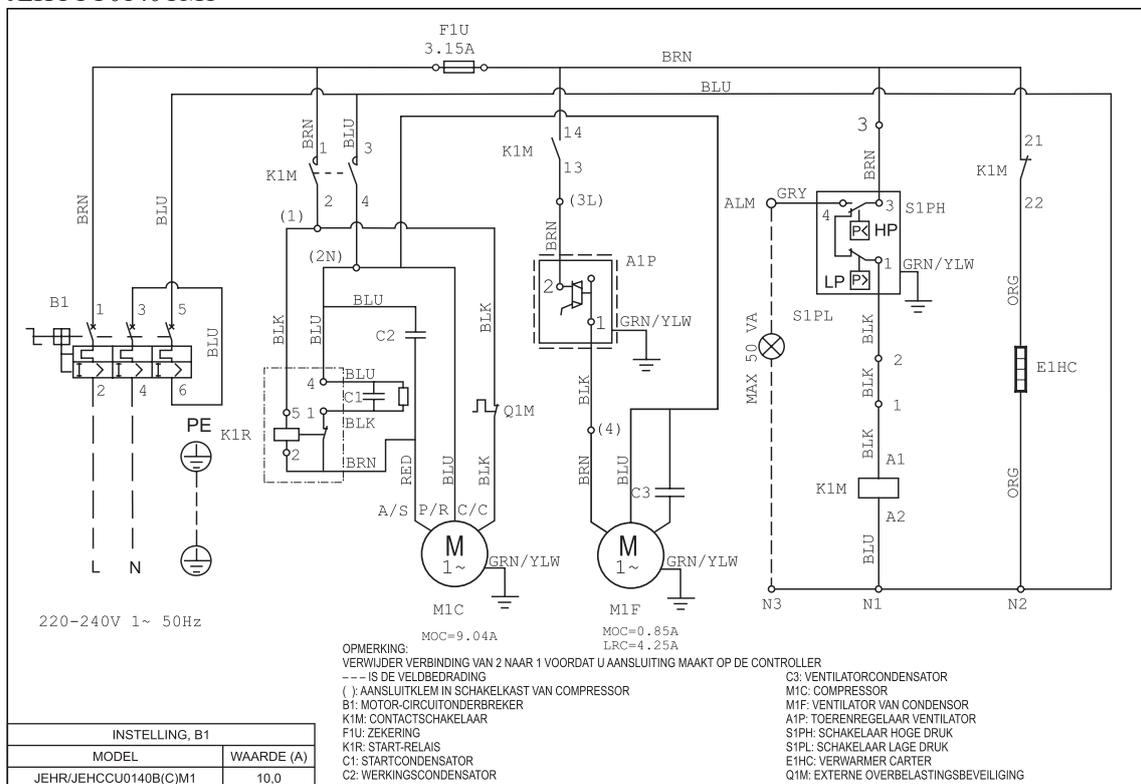 F1U
3.15A
BRN
BLU
BRN
1
BLU
3
K1M
2
4
(1)
(2N)
14
K1M
13
(3L)
BRN
3
BRN
ALM
GRY
4
3
S1PH
P<
HP
LP
P>
1
GRN/YLW
S1PL
21
K1M
22
BRN
BLU
B1
1
3
5
BLU
2
4
6
L
N
PE
220-240V 1~ 50Hz
BLK
BLU
BLU
C2
BLK
4
BLU
C1
5
1
BLK
K1R
2
BRN
RED
BLU
BLK
Q1M
A/S
P/R
C/C
M
1~
GRN/YLW
M1C
MOC=9.04A
A1P
2
1
GRN/YLW
BLK
(4)
BRN
BLU
C3
M
1~
GRN/YLW
M1F
MOC=0.85A
LRC=4.25A
MAX 50 VA
BLK
2
BLK
1
BLK
A1
K1M
A2
BLU
ORG
E1HC
ORG
N3
N1
N2
OPMERKING:
VERWIJDER VERBINDING VAN 2 NAAR 1 VOORDAT U AANSLUITING MAAKT OP DE CONTROLLER
--- IS DE VELDBEDRADING
( ): AANSLUITKLEM IN SCHAKELKAST VAN COMPRESSOR
B1: MOTOR-CIRCUITONDERBREKER
K1M: CONTACTSCHAKELAAR
F1U: ZEKERING
K1R: START-RELAIS
C1: STARTCONDENSATOR
C2: WERKINGSCONDENSATOR
C3: VENTILATORCONDENSATOR
M1C: COMPRESSOR
M1F: VENTILATOR VAN CONDENSOR
A1P: TOERENREGELAAR VENTILATOR
S1PH: SCHAKELAAR HOGE DRUK
S1PL: SCHAKELAAR LAGE DRUK
E1HC: VERWARMER CARTER
Q1M: EXTERNE OVERBELASTINGSBEVEILIGING
INSTELLING, B1
MODEL WAARDE (A)
JEHR/JEHCCU0140B(C)M1 10,0